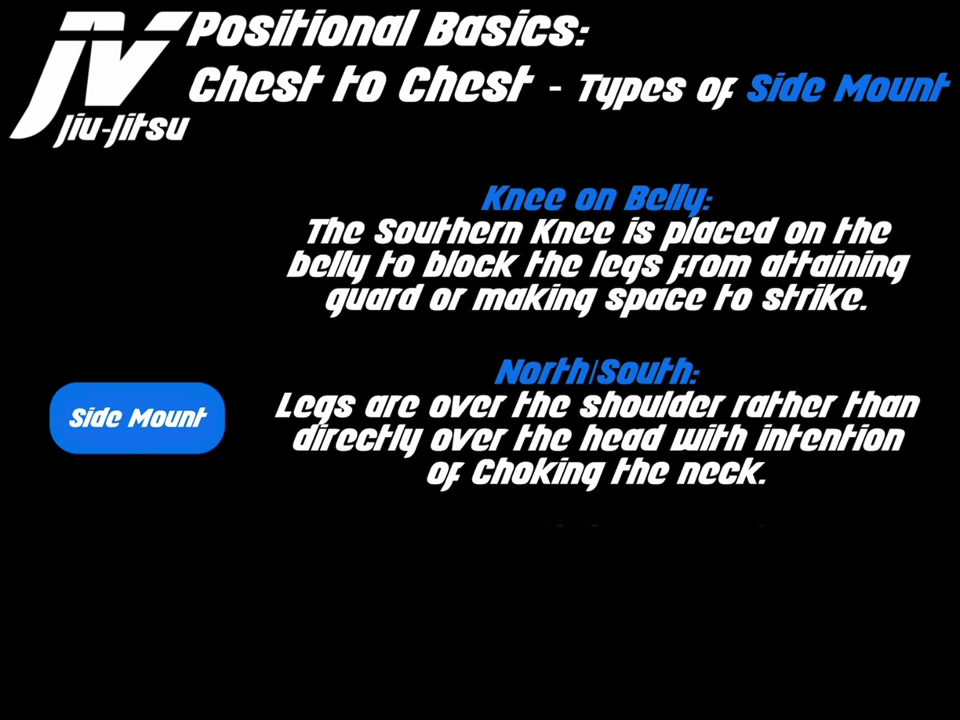 JV
Jiu-Jitsu
Positional Basics:
Chest to Chest - Types of Side Mount
Knee on Belly:
The Southern Knee is placed on the
belly to block the legs from attaining
guard or making space to strike.
Side Mount
North/South:
Legs are over the shoulder rather than
directly over the head with intention
of Choking the neck.